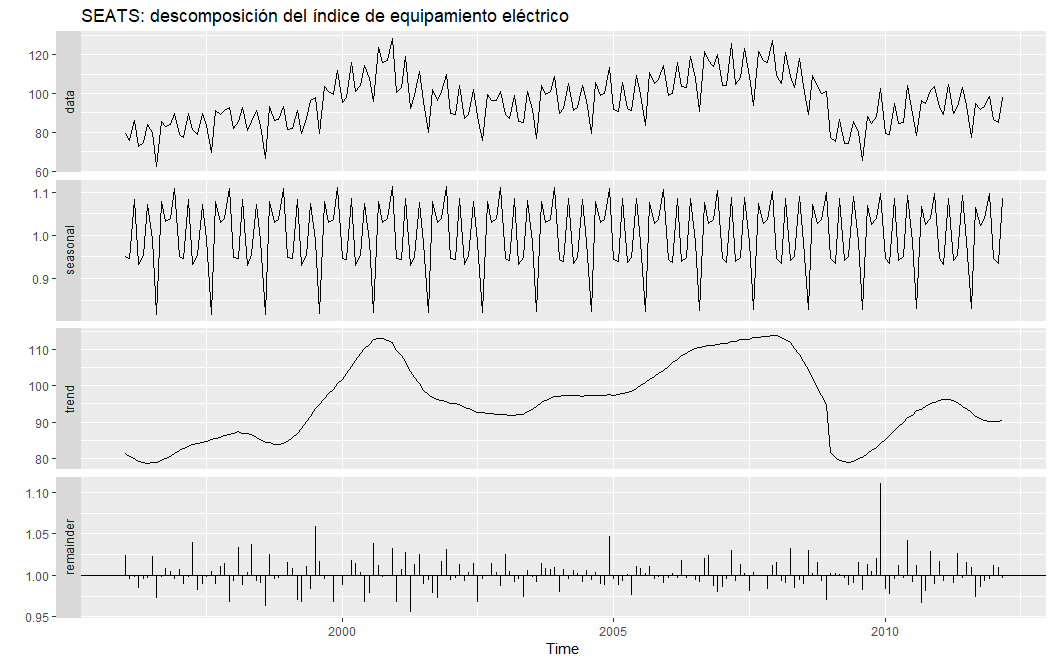 SEATS: descomposición del índice de equipamiento eléctrico
120
100
80
60
data
1.1
1.0
0.9
seasonal
110
100
90
80
trend
1.10
1.05
1.00
0.95
remainder
2000 2005 2010
Time